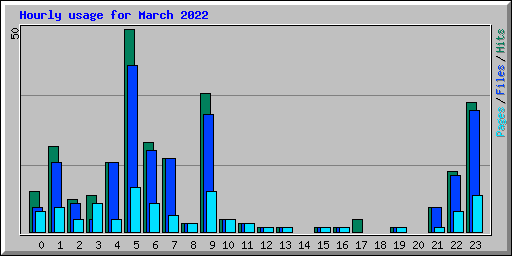 Hourly usage for March 2022
50
Pages/Files/Hits
0 1 2 3 4 5 6 7 8 9 10 11 12 13 14 15 16 17 18 19 20 21 22 23